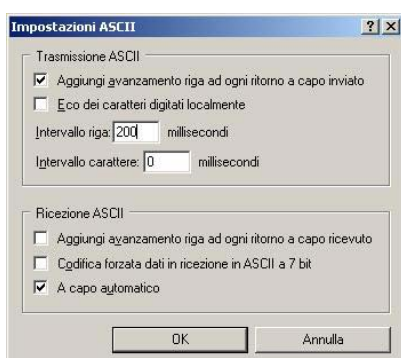 Impostazioni ASCII
Trasmissione ASCII
Aggiungi avanzamento riga ad ogni ritorno a capo inviato
Eco dei caratteri digitati localmente
Intervallo riga: 200 millisecondi
Intervallo carattere: 0 millisecondi
Ricezione ASCII
Aggiungi avanzamento riga ad ogni ritorno a capo ricevuto
Codifica forzata dati in ricezione in ASCII a 7 bit
A capo automatico
OK Annulla